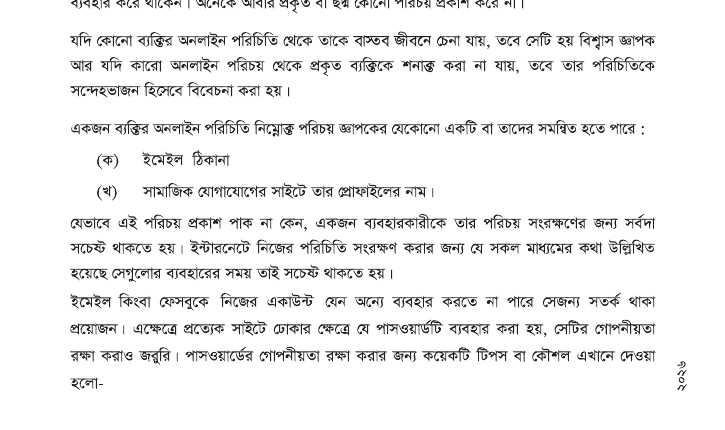 ব্যবহার করে থাকেন। অনেকে আবার প্রকৃত বা ছদ্ম কোনো পরিচয় প্রকাশ করে না।
যদি কোনো ব্যক্তির অনলাইন পরিচিতি থেকে তাকে বাস্তব জীবনে চেনা যায়, তবে সেটি হয় বিশ্বাস জ্ঞাপক
আর যদি কারো অনলাইন পরিচয় থেকে প্রকৃত ব্যক্তিকে শনাক্ত করা না যায়, তবে তার পরিচিতিকে
সন্দেহভাজন হিসেবে বিবেচনা করা হয়।
একজন ব্যক্তির অনলাইন পরিচিতি নিম্নোক্ত পরিচয় জ্ঞাপকের যেকোনো একটি বা তাদের সমন্বিত হতে পারে :
(ক) ইমেইল ঠিকানা
(খ) সামাজিক যোগাযোগের সাইটে তার প্রোফাইলের নাম।
যেভাবে এই পরিচয় প্রকাশ পাক না কেন, একজন ব্যবহারকারীকে তার পরিচয় সংরক্ষণের জন্য সর্বদা
সচেষ্ট থাকতে হয়। ইন্টারনেটে নিজের পরিচিতি সংরক্ষণ করার জন্য যে সকল মাধ্যমের কথা উল্লিখিত
হয়েছে সেগুলোর ব্যবহারের সময় তাই সচেষ্ট থাকতে হয়।
ইমেইল কিংবা ফেসবুকে নিজের একাউন্ট যেন অন্যে ব্যবহার করতে না পারে সেজন্য সতর্ক থাকা
প্রয়োজন। এক্ষেত্রে প্রত্যেক সাইটে ঢোকার ক্ষেত্রে যে পাসওয়ার্ডটি ব্যবহার করা হয়, সেটির গোপনীয়তা
রক্ষা করাও জরুরি। পাসওয়ার্ডের গোপনীয়তা রক্ষা করার জন্য কয়েকটি টিপস বা কৌশল এখানে দেওয়া
হলো-
২০২৬